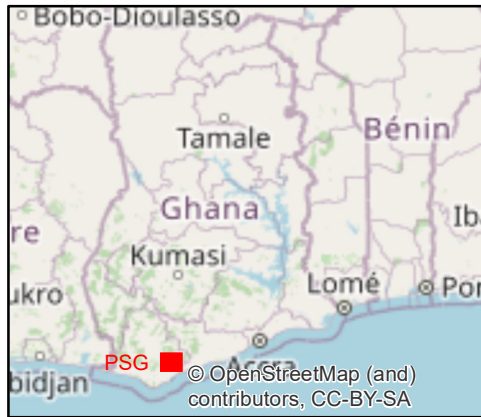 Bobo-Dioulasso
Tamale
Bénin
Ghana
re
Iba
Kumasi
ukro
Lomé
Por
PSG
Accra
bidjan
© OpenStreetMap (and)
contributors, CC-BY-SA